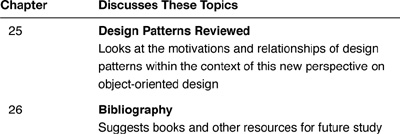 Chapter Discusses These Topics
25 Design Patterns Reviewed
Looks at the motivations and relationships of design
patterns within the context of this new perspective on
object-oriented design
26 Bibliography
Suggests books and other resources for future study